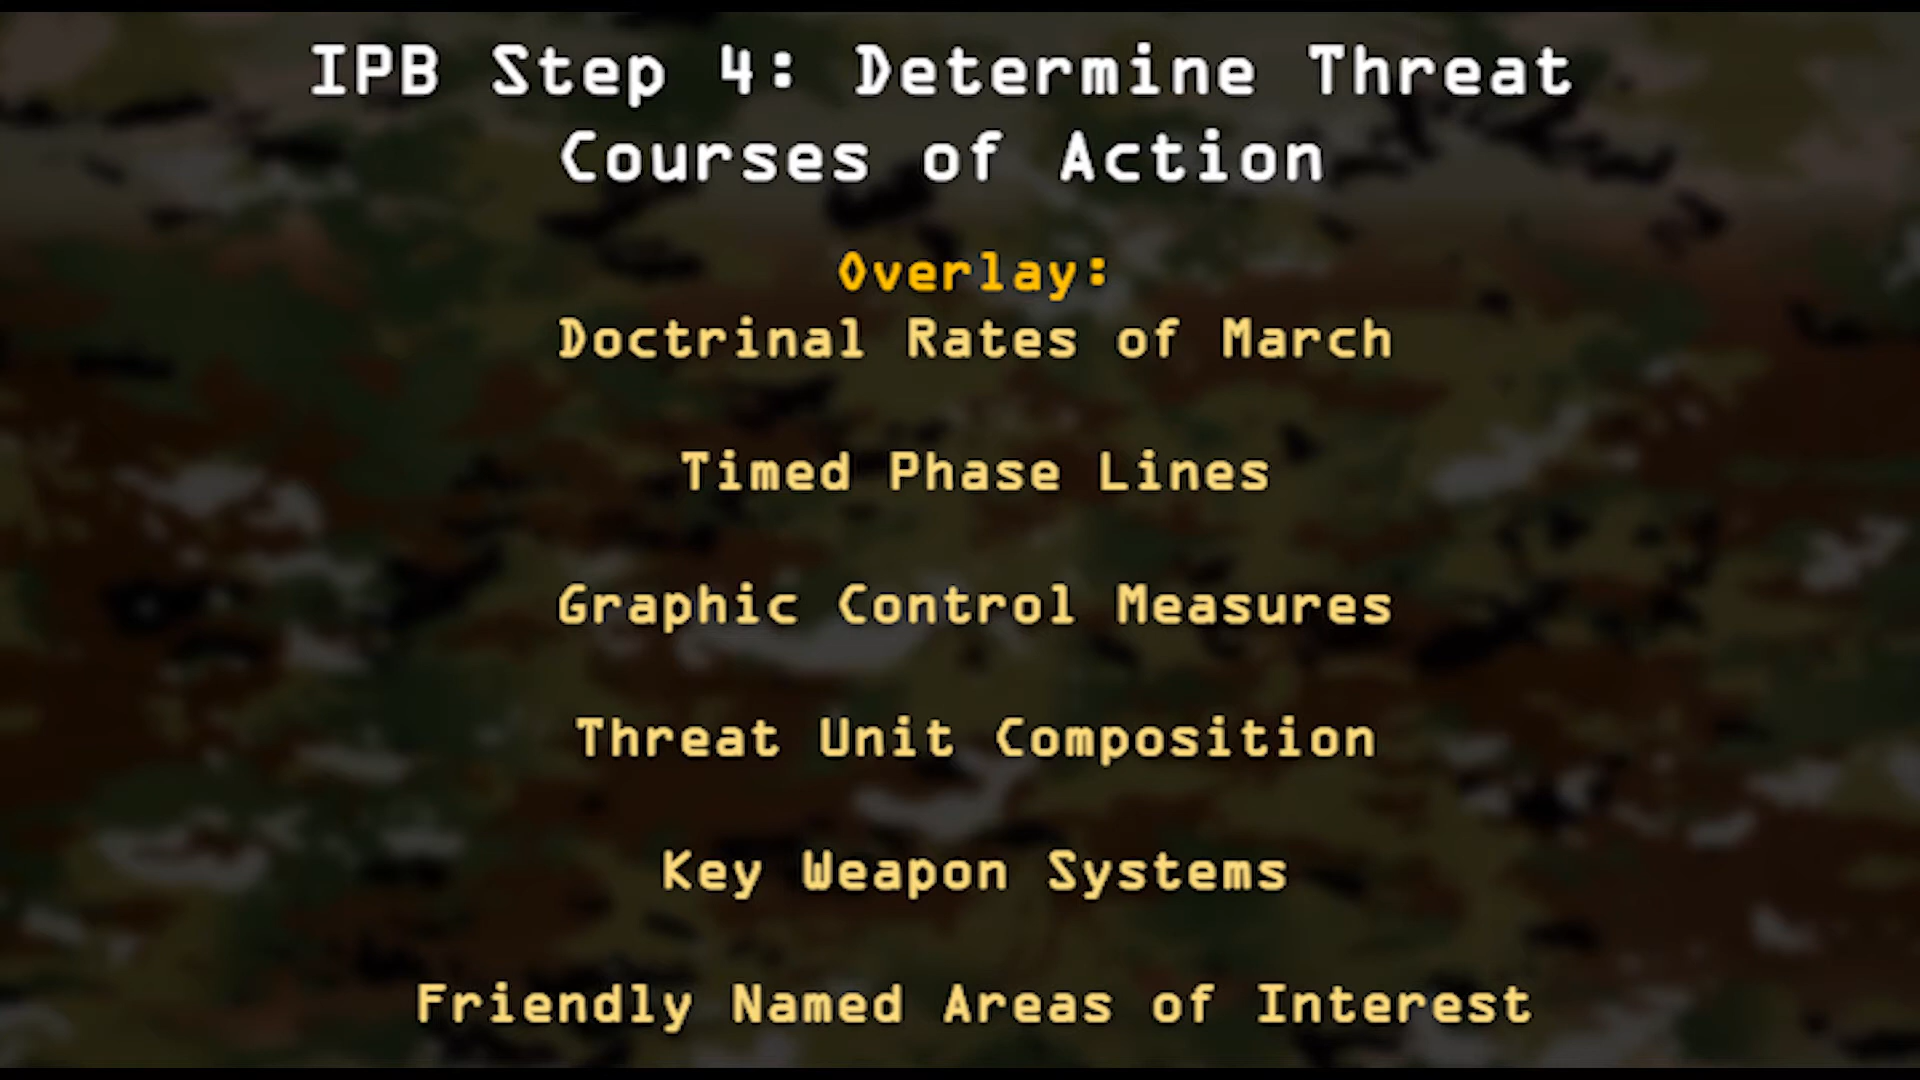 IPB Step 4: Determine Threat
Courses of Action
Overlay:
Doctrinal Rates of March
Timed Phase Lines
Graphic Control Measures
Threat Unit Composition
Key Weapon Systems
Friendly Named Areas of Interest